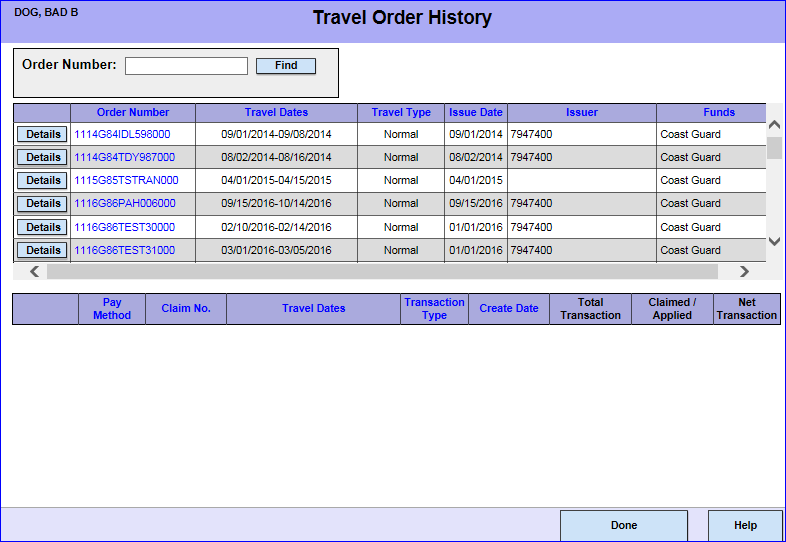 DOG, BAD B
Travel Order History
Order Number: Find
Order Number Travel Dates Travel Type Issue Date Issuer Funds
Details 1114G84IDL598000 09/01/2014-09/08/2014 Normal 09/01/2014 7947400 Coast Guard
Details 1114G84TDY987000 08/02/2014-08/16/2014 Normal 08/02/2014 7947400 Coast Guard
Details 1115G85TSTRAN000 04/01/2015-04/15/2015 Normal 04/01/2015 Coast Guard
Details 1116G86PAH006000 09/15/2016-10/14/2016 Normal 09/15/2016 7947400 Coast Guard
Details 1116G86TEST30000 02/10/2016-02/14/2016 Normal 01/01/2016 7947400 Coast Guard
Details 1116G86TEST31000 03/01/2016-03/05/2016 Normal 01/01/2016 7947400 Coast Guard
Pay Method Claim No. Travel Dates Transaction Type Create Date Total Transaction Claimed / Applied Net Transaction
Done Help